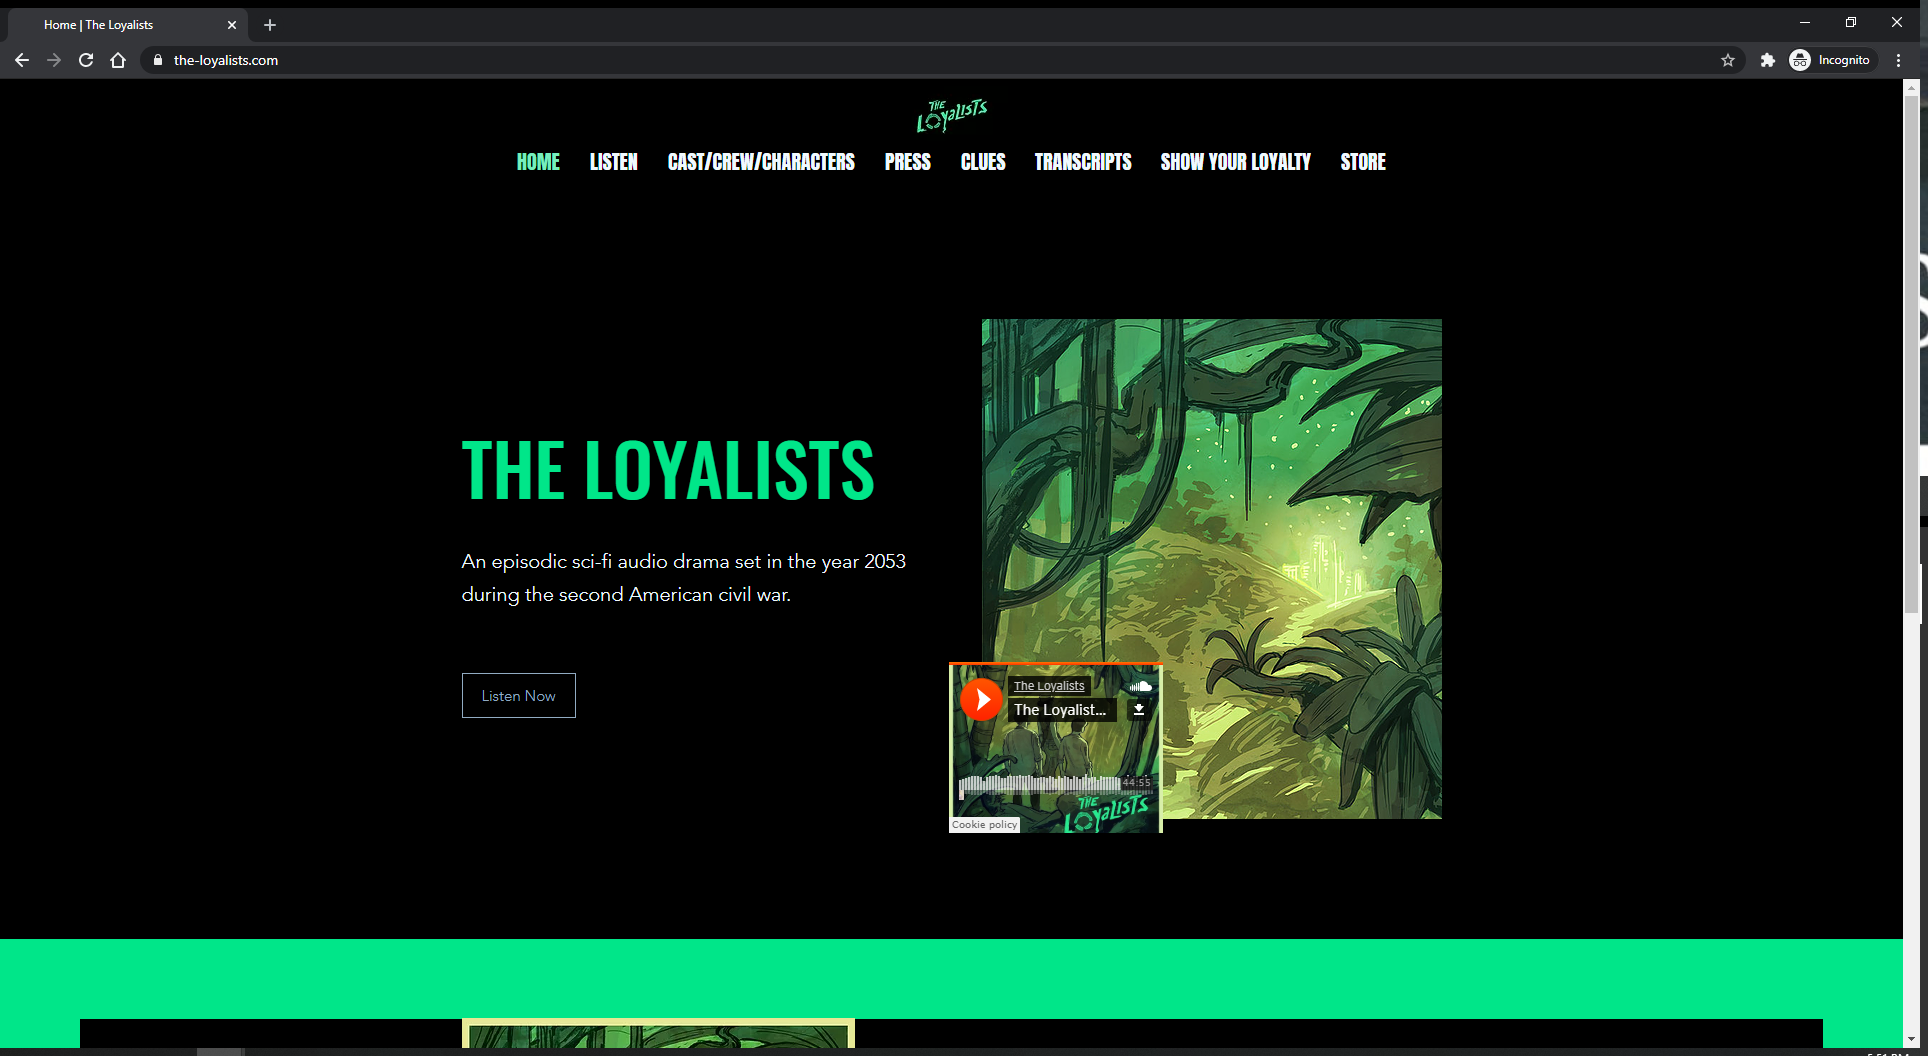 Home | The Loyalists
the-loyalists.com
Incognito
THE LOYALISTS
HOME LISTEN CAST/CREW/CHARACTERS PRESS CLUES TRANSCRIPTS SHOW YOUR LOYALTY STORE
THE LOYALISTS
An episodic sci-fi audio drama set in the year 2053
during the second American civil war.
Listen Now
The Loyalists
The Loyalist...
44:55
THE LOYALISTS
Cookie policy